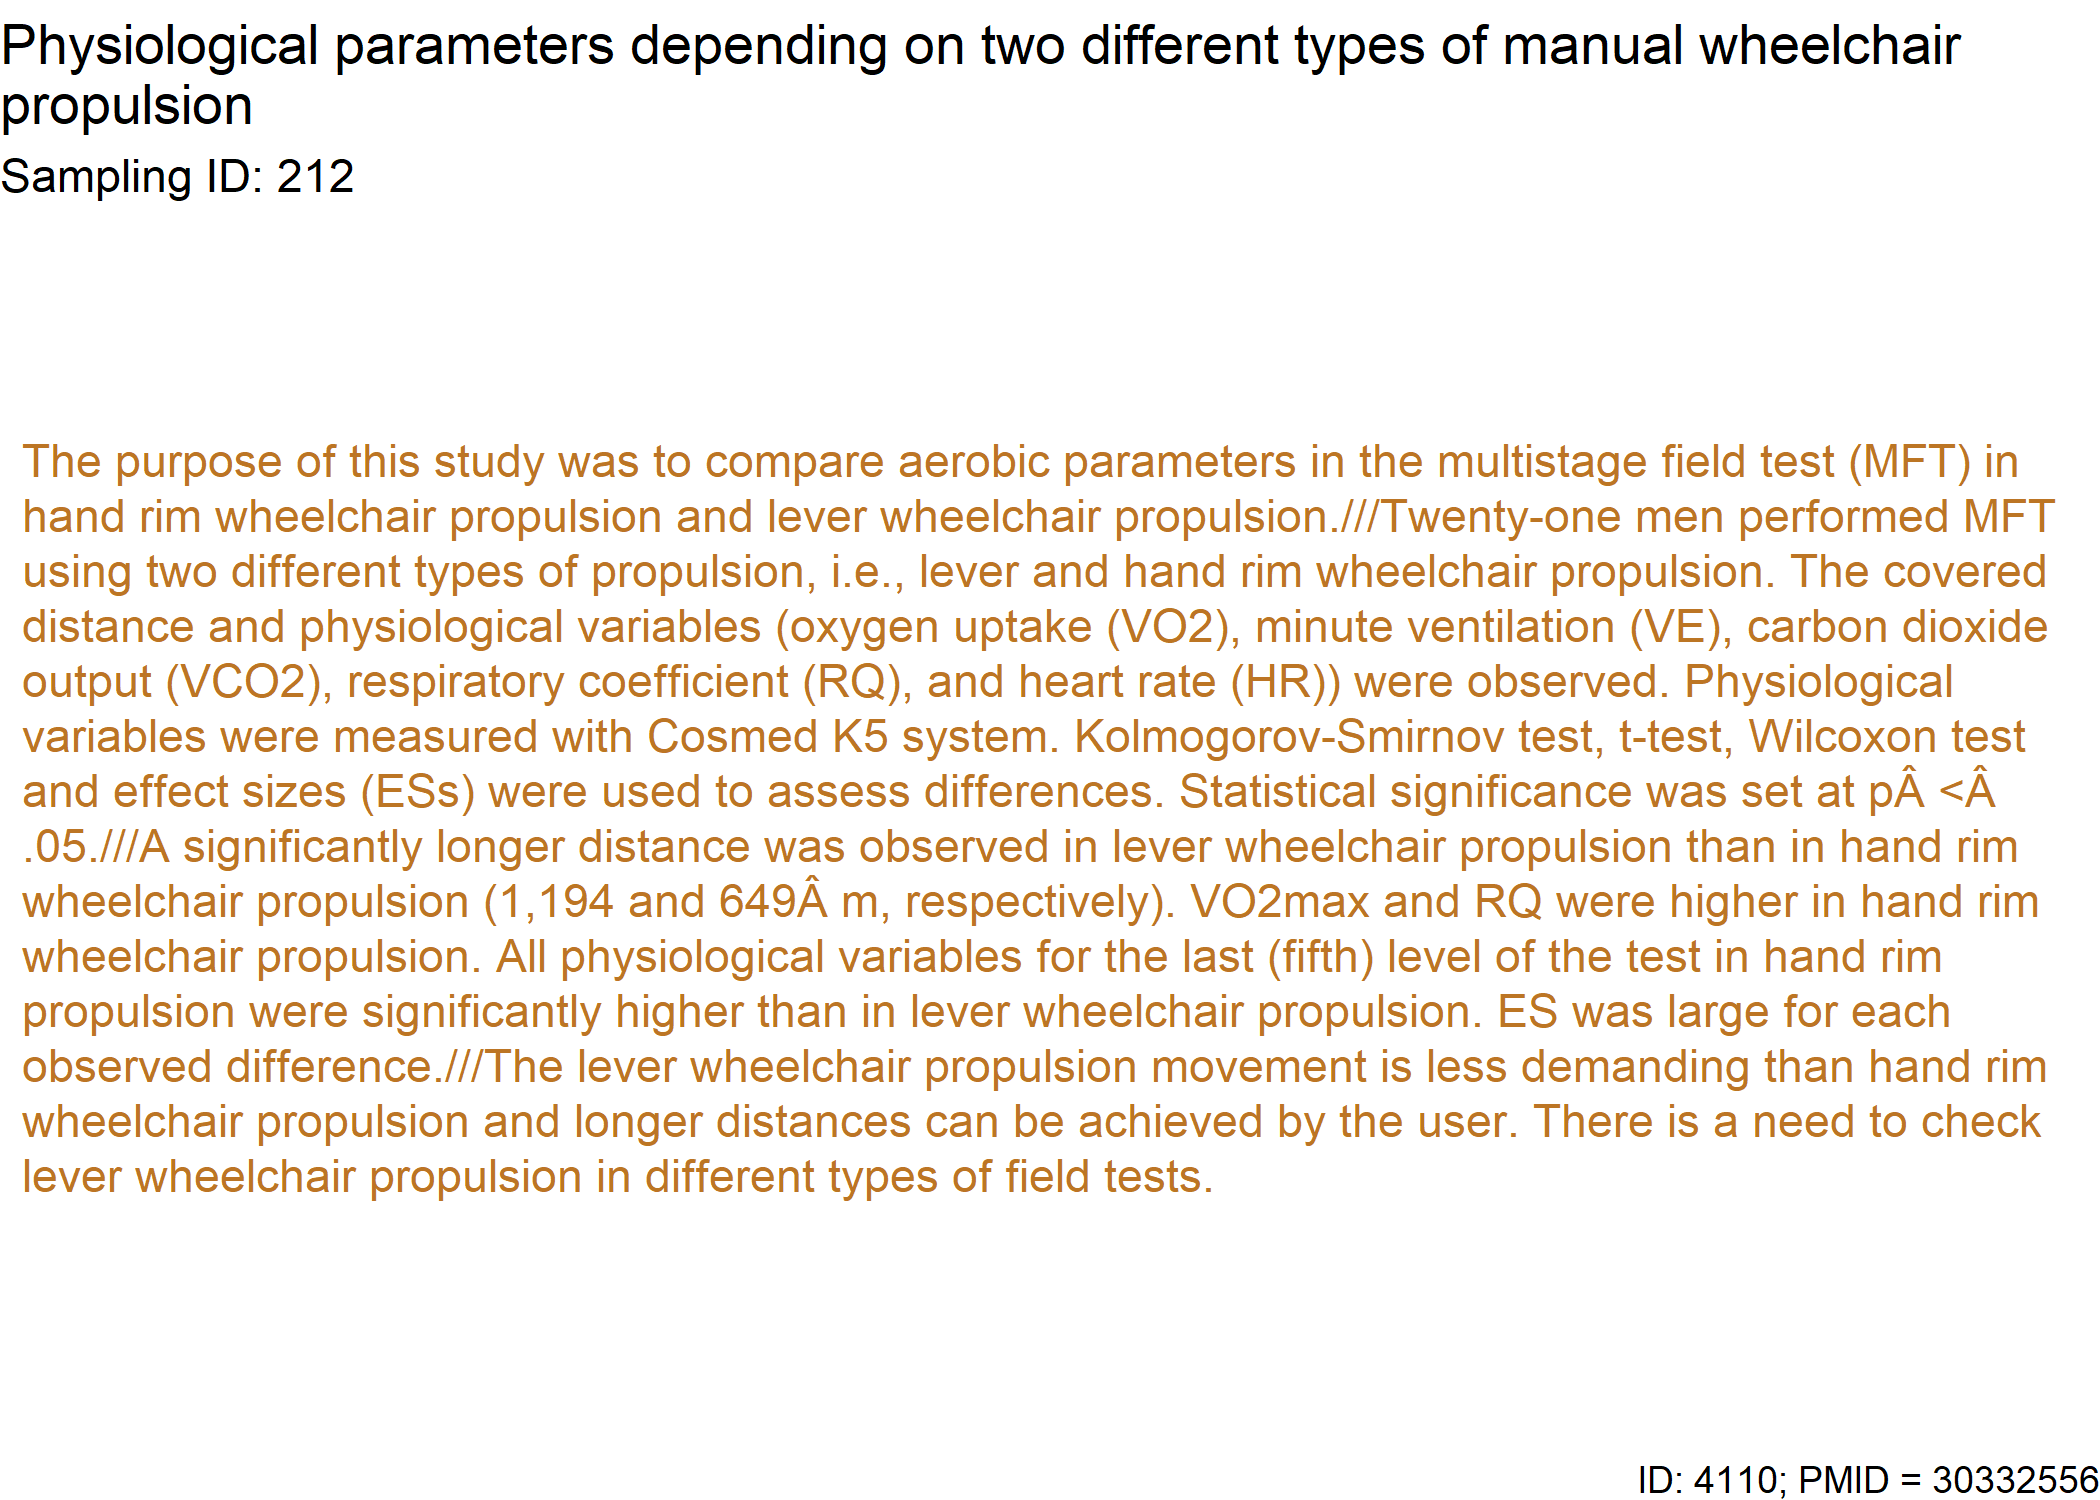 Physiological parameters depending on two different types of manual wheelchair
propulsion
Sampling ID: 212
The purpose of this study was to compare aerobic parameters in the multistage field test (MFT) in
hand rim wheelchair propulsion and lever wheelchair propulsion.///Twenty-one men performed MFT
using two different types of propulsion, i.e., lever and hand rim wheelchair propulsion. The covered
distance and physiological variables (oxygen uptake (VO2), minute ventilation (VE), carbon dioxide
output (VCO2), respiratory coefficient (RQ), and heart rate (HR)) were observed. Physiological
variables were measured with Cosmed K5 system. Kolmogorov-Smirnov test, t-test, Wilcoxon test
and effect sizes (ESs) were used to assess differences. Statistical significance was set at pÂ <Â
.05.///A significantly longer distance was observed in lever wheelchair propulsion than in hand rim
wheelchair propulsion (1,194 and 649Â m, respectively). VO2max and RQ were higher in hand rim
wheelchair propulsion. All physiological variables for the last (fifth) level of the test in hand rim
propulsion were significantly higher than in lever wheelchair propulsion. ES was large for each
observed difference.///The lever wheelchair propulsion movement is less demanding than hand rim
wheelchair propulsion and longer distances can be achieved by the user. There is a need to check
lever wheelchair propulsion in different types of field tests.
ID: 4110; PMID = 30332556